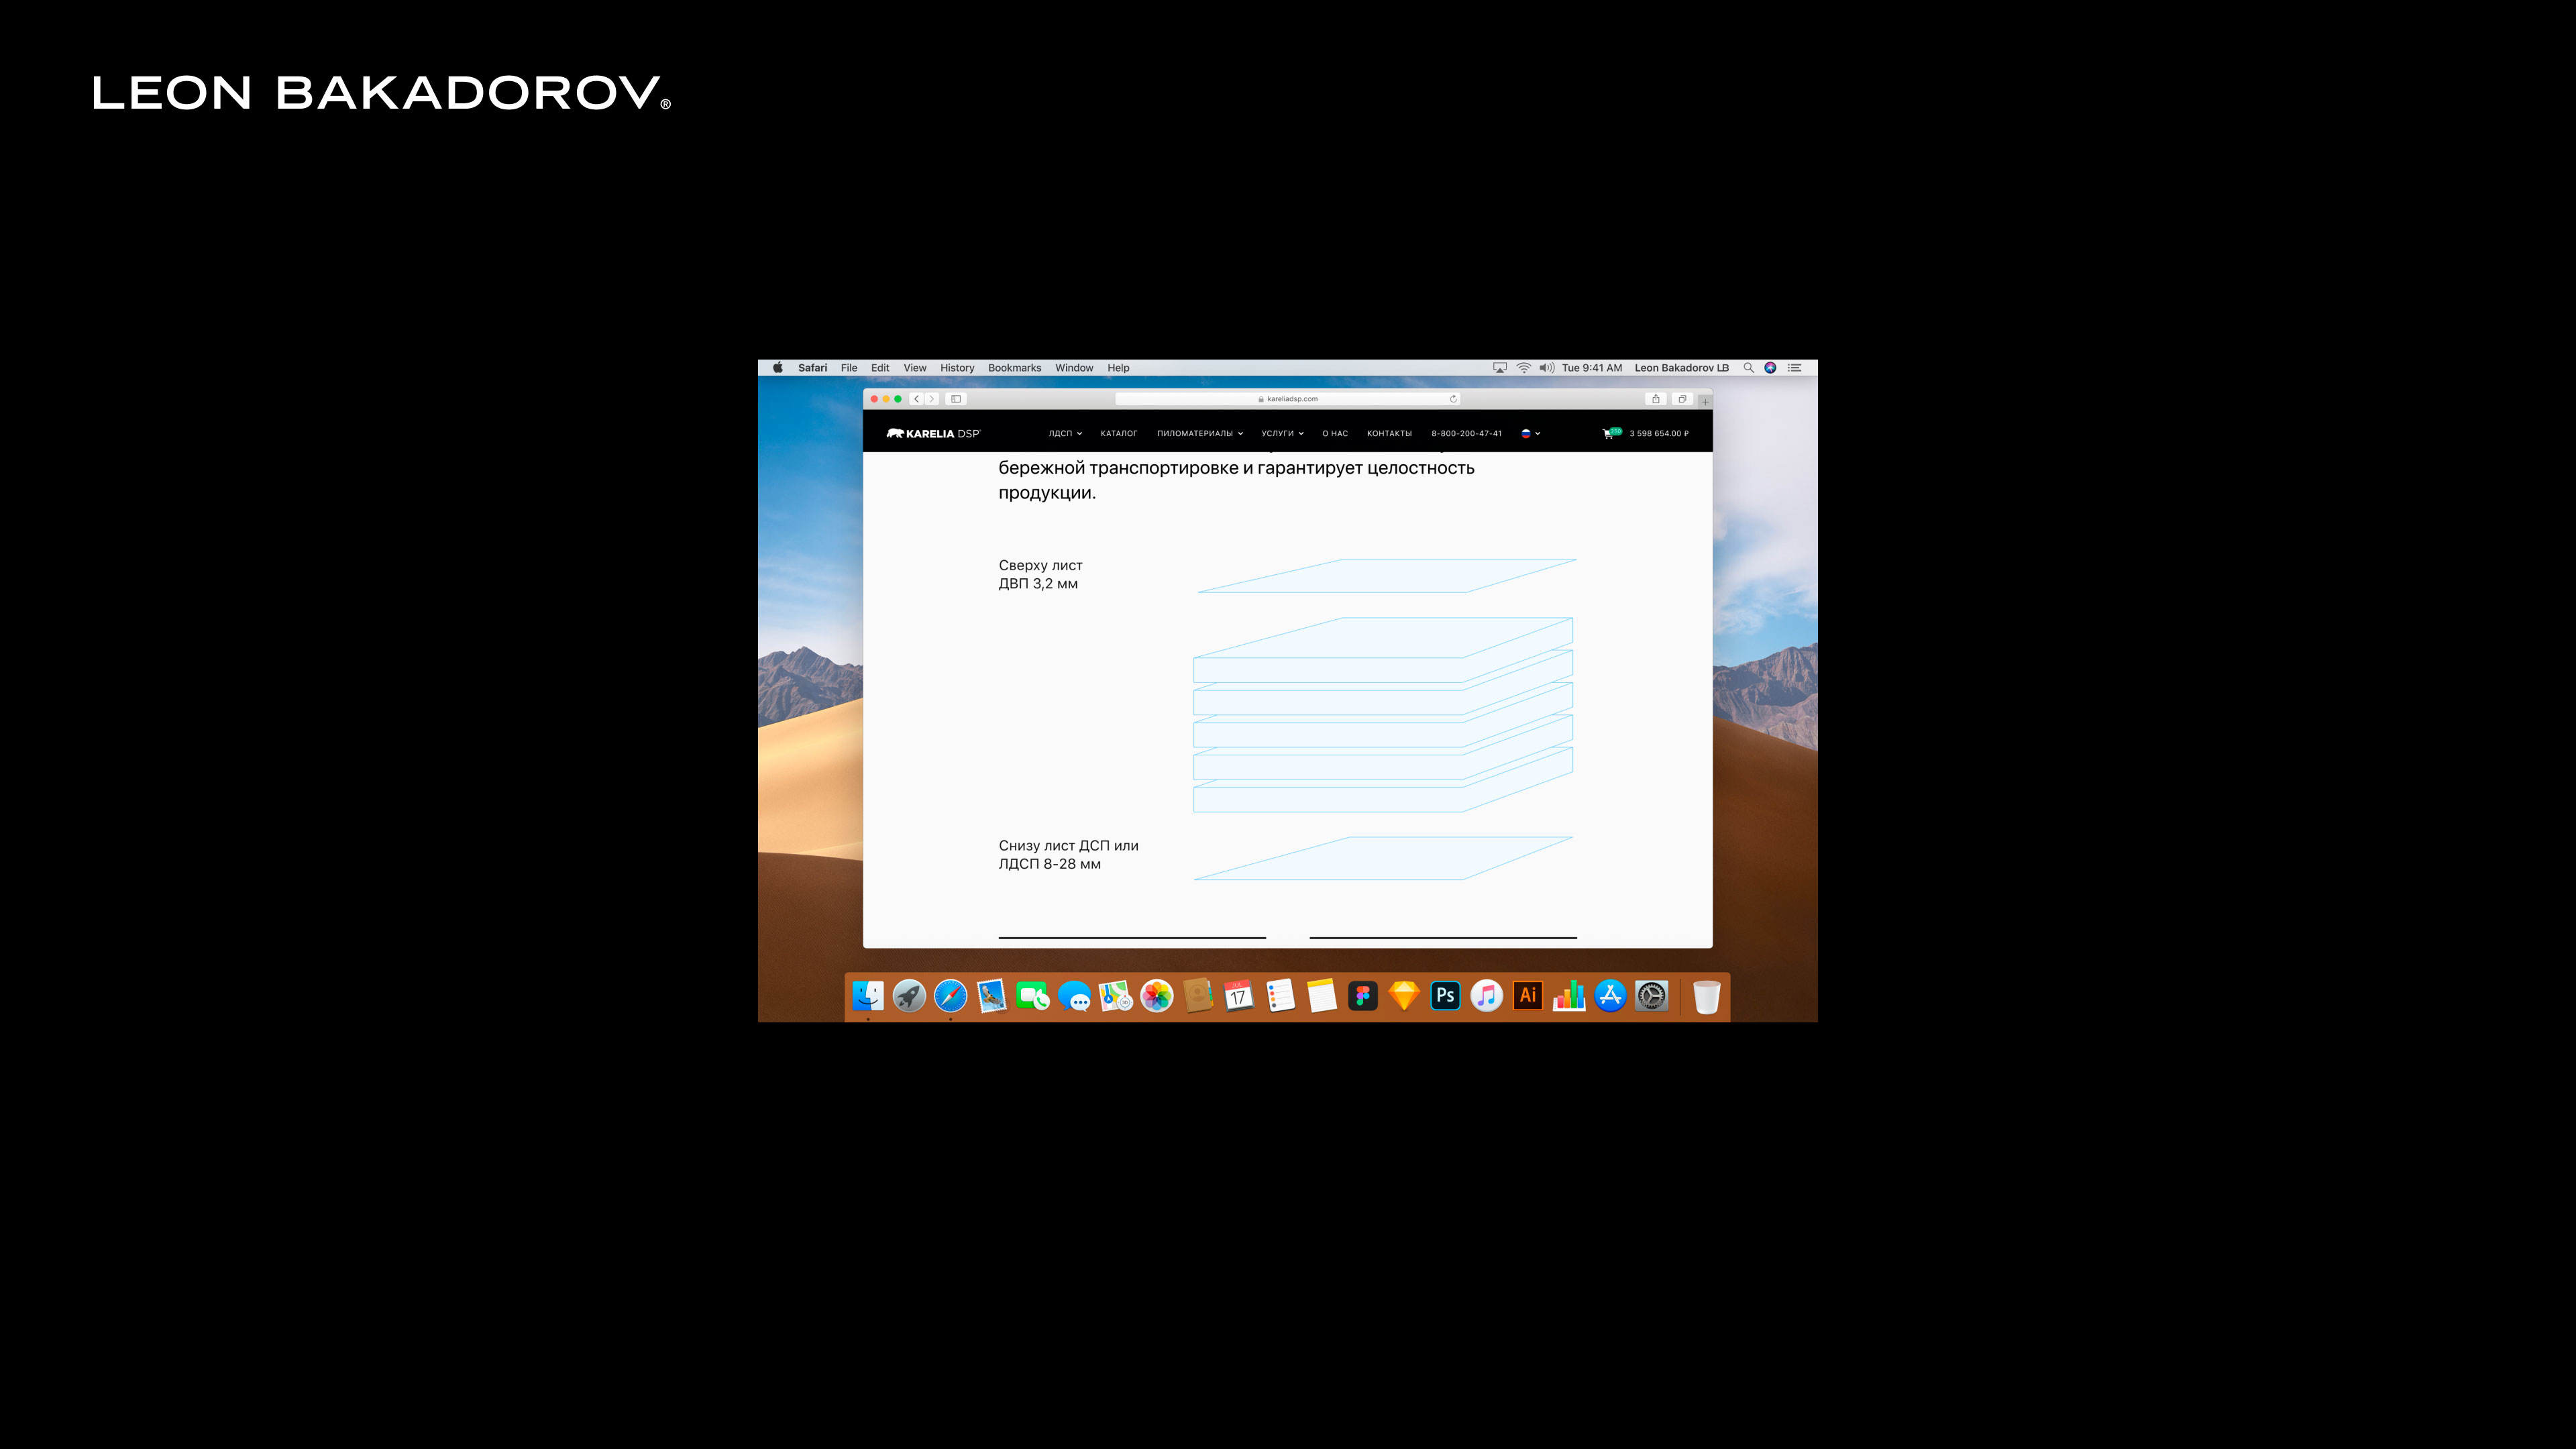 LEON BAKADOROV®
Safari File Edit View History Bookmarks Window Help
Tue 9:41 AM Leon Bakadorov LB
kareliadsp.com
KARELIA DSP
ЛДСП КАТАЛОГ ПИЛОМАТЕРИАЛЫ УСЛУГИ О НАС КОНТАКТЫ 8-800-200-47-41
3 598 654.00 ₽
бережной транспортировке и гарантирует целостность
продукции.
Сверху лист
ДВП 3,2 мм
Снизу лист ДСП или
ЛДСП 8-28 мм
JUL
17
Ps
Ai